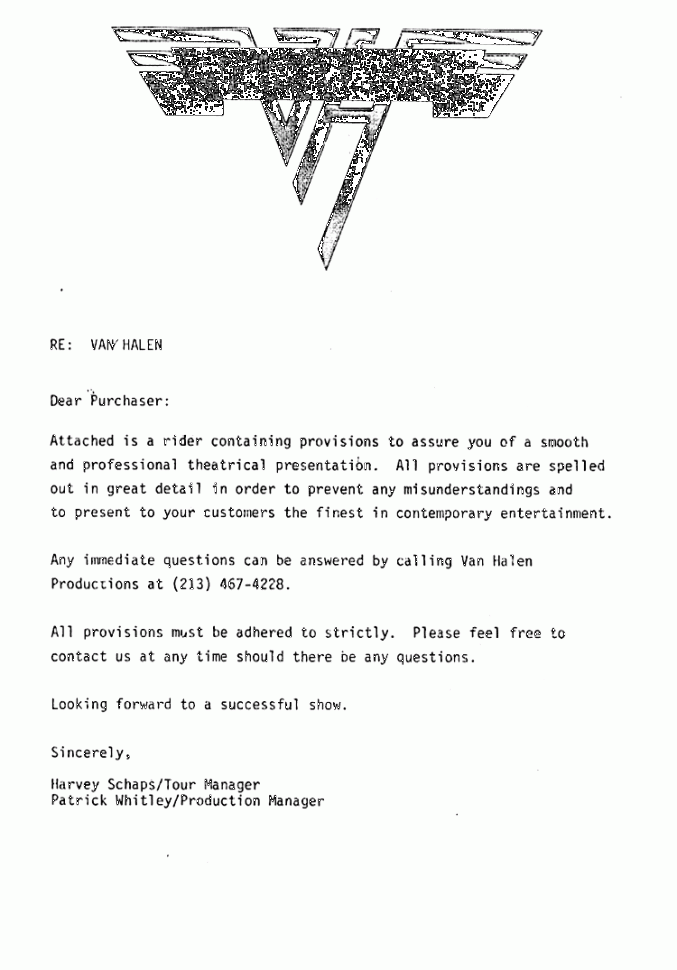 RE: VAN HALEN
Dear Purchaser:
Attached is a rider containing provisions to assure you of a smooth
and professional theatrical presentation. All provisions are spelled
out in great detail in order to prevent any misunderstandings and
to present to your customers the finest in contemporary entertainment.
Any immediate questions can be answered by calling Van Halen
Productions at (213) 467-4228.
All provisions must be adhered to strictly. Please feel free to
contact us at any time should there be any questions.
Looking forward to a successful show.
Sincerely,
Harvey Schaps/Tour Manager
Patrick Whitley/Production Manager